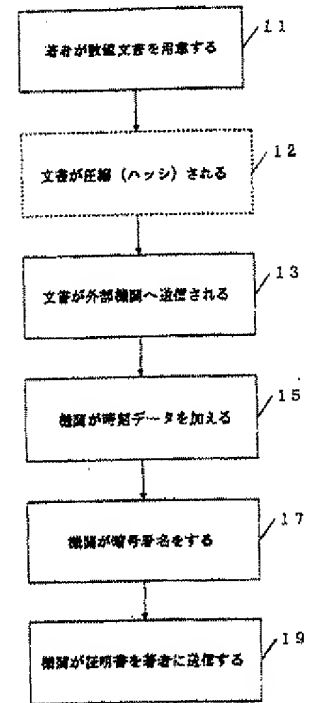 著者が数値文書を用意する
11
文書が圧縮（ハッシ）される
12
文書が外部機関へ送信される
13
機関が時刻データを加える
15
機関が暗号署名をする
17
機関が証明書を著者に送信する
19